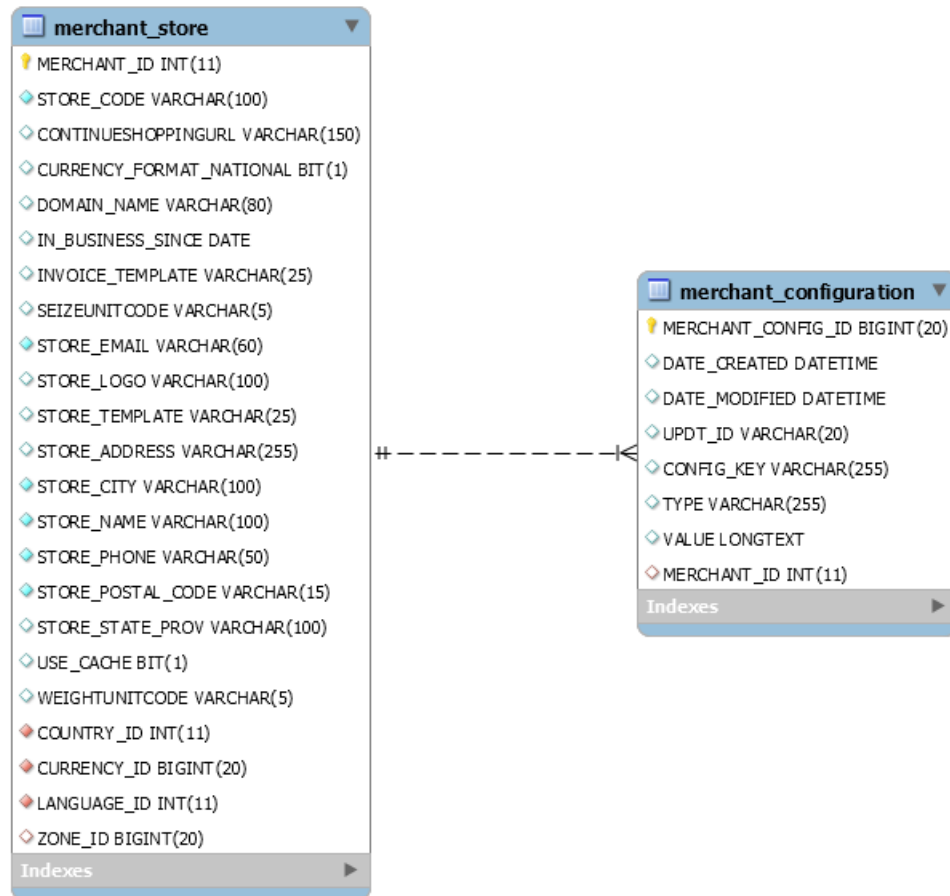 merchant_store
MERCHANT_ID INT(11)
STORE_CODE VARCHAR(100)
CONTINUESHOPPINGURL VARCHAR(150)
CURRENCY_FORMAT_NATIONAL BIT(1)
DOMAIN_NAME VARCHAR(80)
IN_BUSINESS_SINCE DATE
INVOICE_TEMPLATE VARCHAR(25)
SEIZEUNITCODE VARCHAR(5)
STORE_EMAIL VARCHAR(60)
STORE_LOGO VARCHAR(100)
STORE_TEMPLATE VARCHAR(25)
STORE_ADDRESS VARCHAR(255)
STORE_CITY VARCHAR(100)
STORE_NAME VARCHAR(100)
STORE_PHONE VARCHAR(50)
STORE_POSTAL_CODE VARCHAR(15)
STORE_STATE_PROV VARCHAR(100)
USE_CACHE BIT(1)
WEIGHTUNITCODE VARCHAR(5)
COUNTRY_ID INT(11)
CURRENCY_ID BIGINT(20)
LANGUAGE_ID INT(11)
ZONE_ID BIGINT(20)
Indexes
merchant_configuration
MERCHANT_CONFIG_ID BIGINT(20)
DATE_CREATED DATETIME
DATE_MODIFIED DATETIME
UPDT_ID VARCHAR(20)
CONFIG_KEY VARCHAR(255)
TYPE VARCHAR(255)
VALUE LONGTEXT
MERCHANT_ID INT(11)
Indexes